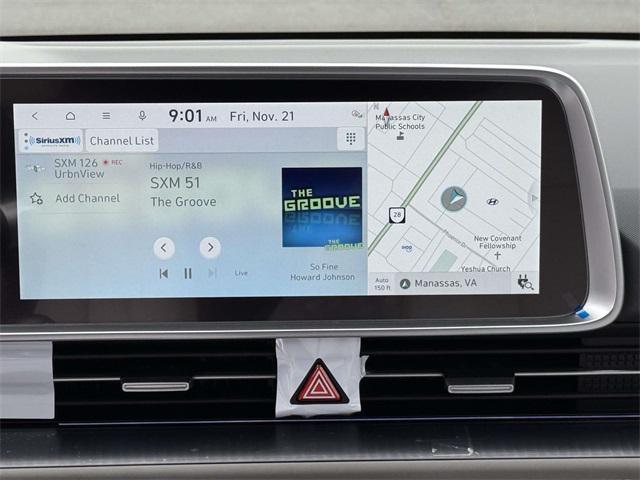 9:01 AM Fri, Nov. 21
SiriusXM Channel List
SXM 126 REC
UrbnView
Add Channel
Hip-Hop/R&B
SXM 51
The Groove
Live
THE
GROOVE
THE
GROOVE
So Fine
Howard Johnson
N
Manassas City
Public Schools
28
New Covenant
Fellowship
Yeshua Church
Auto
150 ft
Manassas, VA